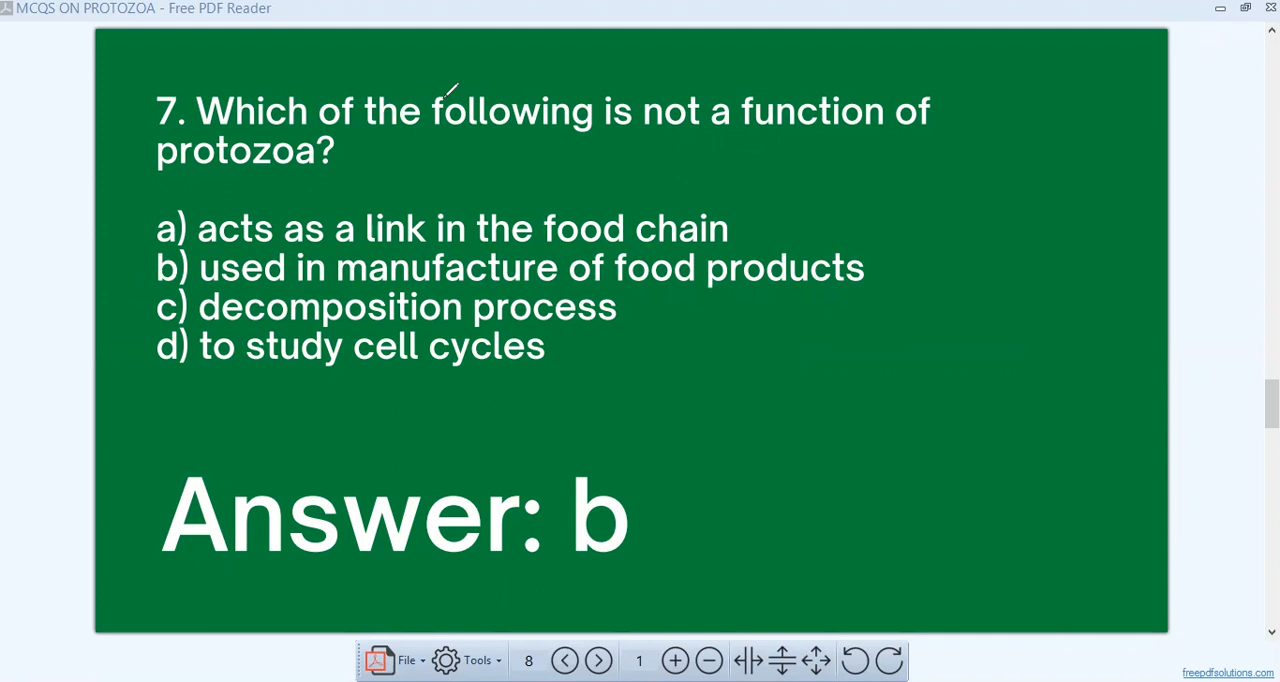 MCQS ON PROTOZOA - Free PDF Reader
7. Which of the following is not a function of
protozoa?
a) acts as a link in the food chain
b) used in manufacture of food products
c) decomposition process
d) to study cell cycles
Answer: b
File Tools 8 1
freepdfsolutions.com